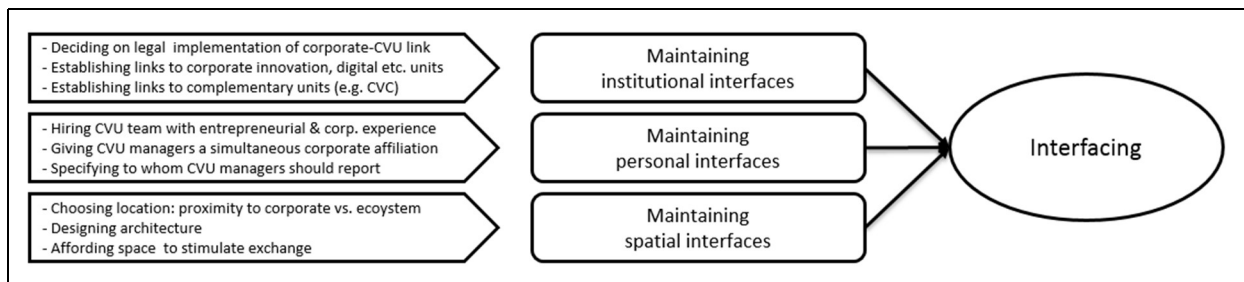 - Deciding on legal implementation of corporate-CVU link
- Establishing links to corporate innovation, digital etc. units
- Establishing links to complementary units (e.g. CVC)
Maintaining
institutional interfaces
- Hiring CVU team with entrepreneurial & corp. experience
- Giving CVU managers a simultaneous corporate affiliation
- Specifying to whom CVU managers should report
Maintaining
personal interfaces
- Choosing location: proximity to corporate vs. ecoystem
- Designing architecture
- Affording space to stimulate exchange
Maintaining
spatial interfaces
Interfacing